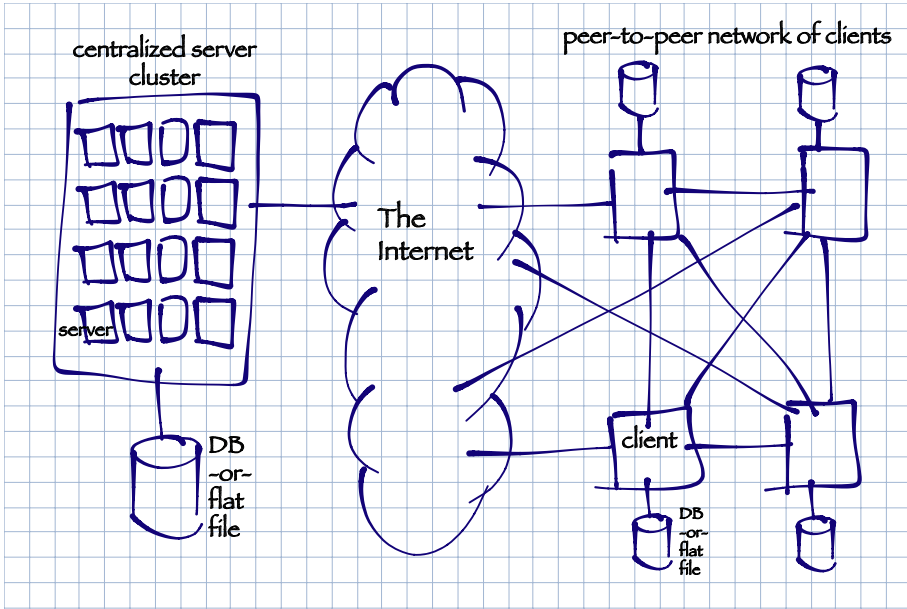 centralized server
cluster
peer-to-peer network of clients
The
Internet
server
DB
-or-
flat
file
client
DB
-or-
flat
file